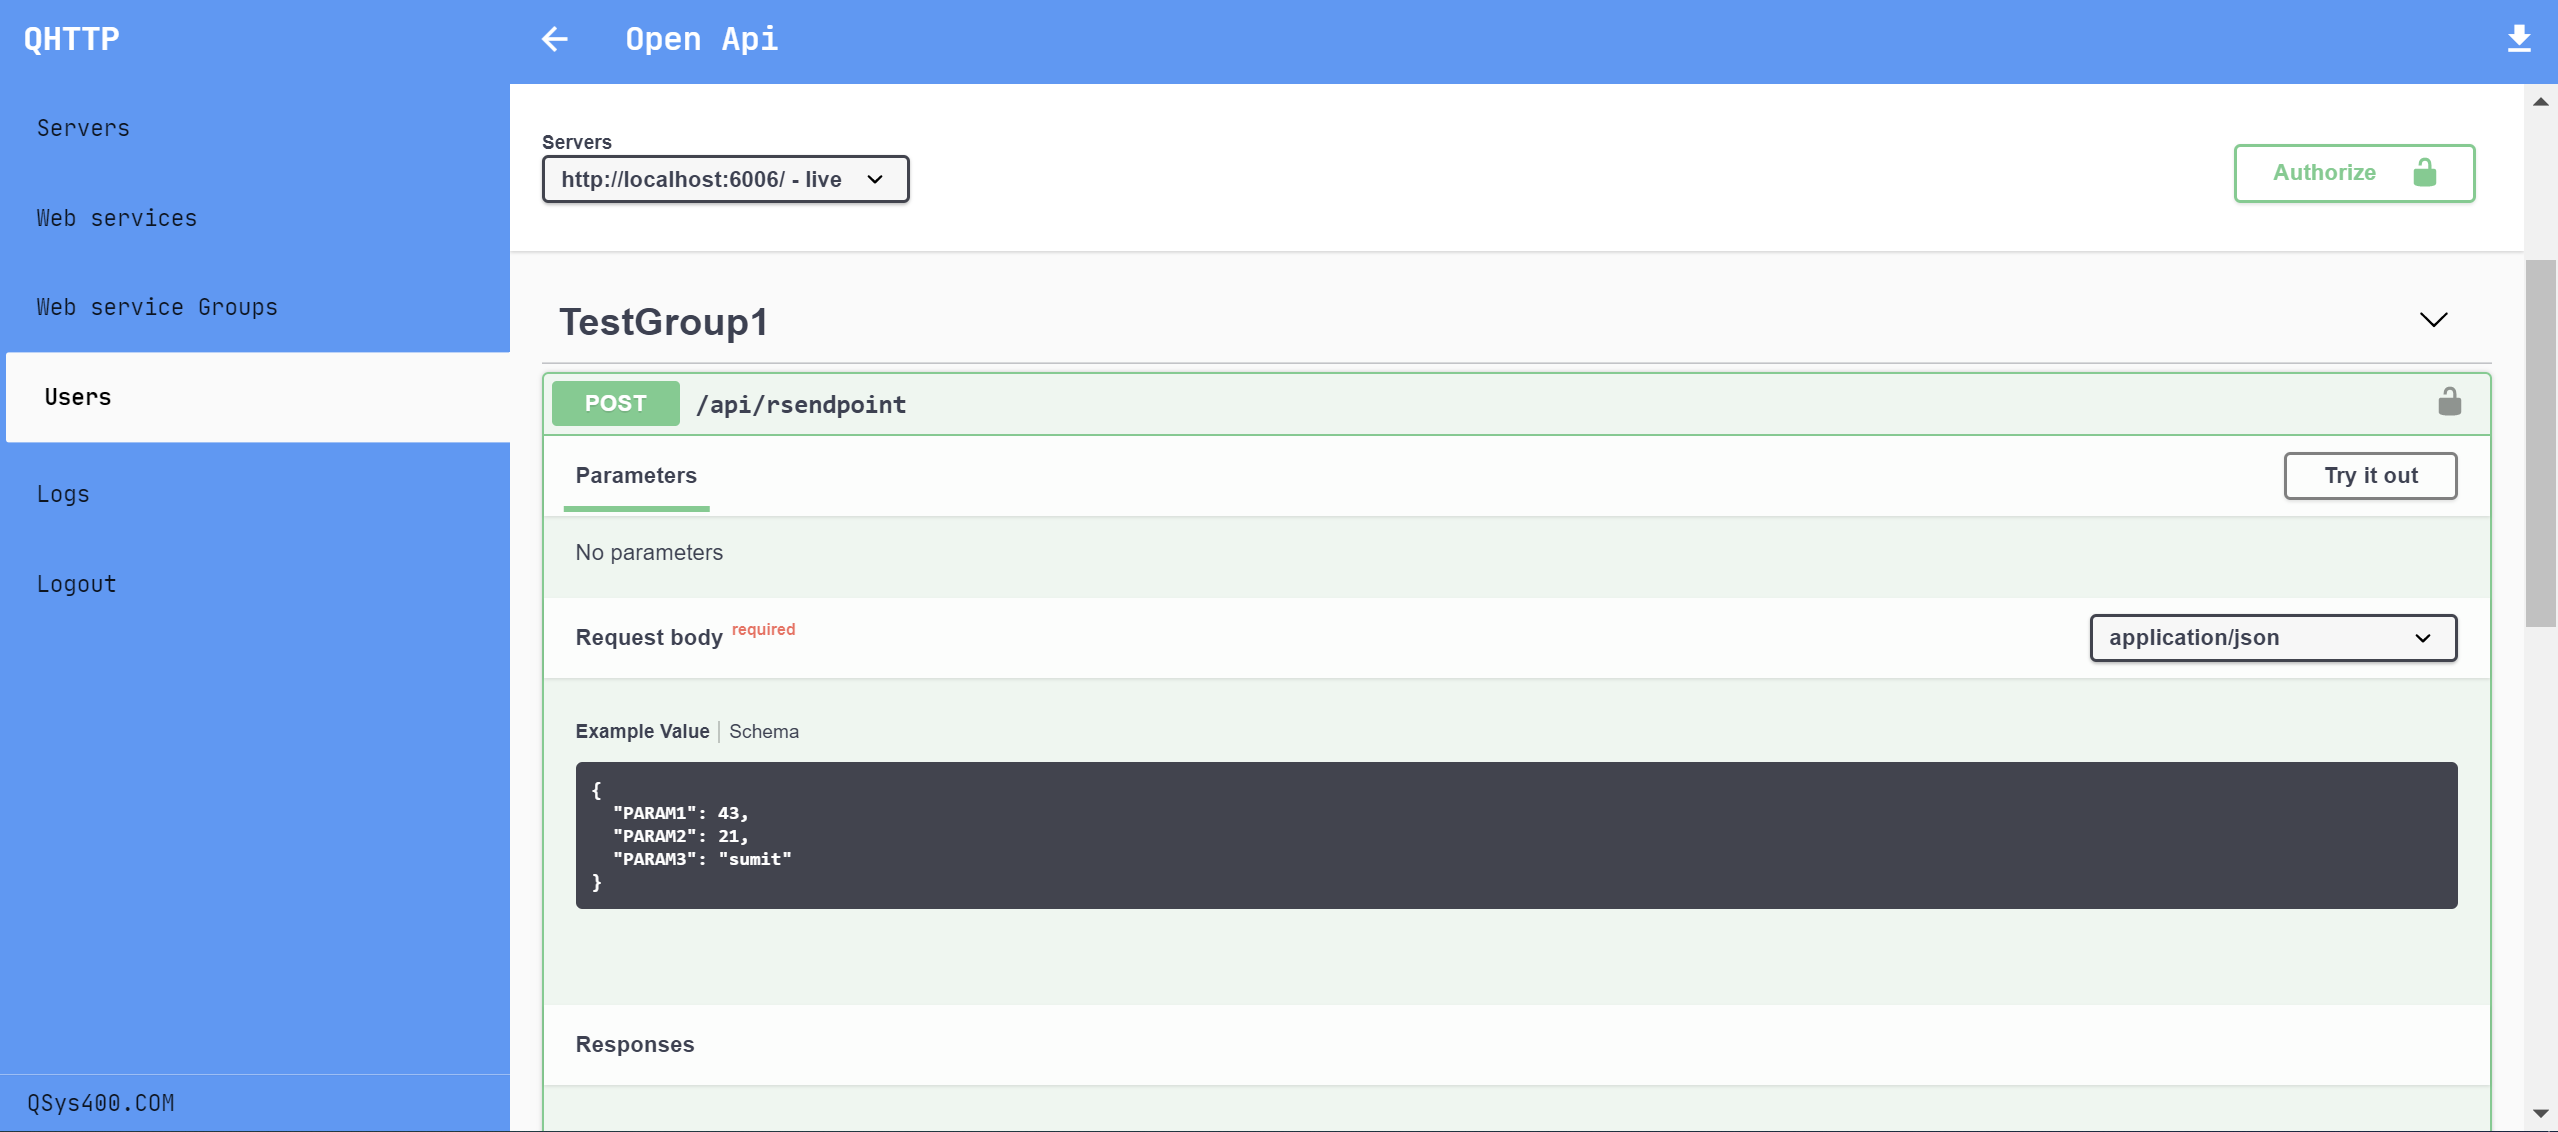 QHTTP
Open Api
Servers
Web services
Web service Groups
Users
Logs
Logout
QSys400.COM
Servers
http://localhost:6006/ - live
Authorize
TestGroup1
POST /api/rsendpoint
Parameters
Try it out
No parameters
Request body required
application/json
Example Value | Schema
{
  "PARAM1": 43,
  "PARAM2": 21,
  "PARAM3": "sumit"
}
Responses